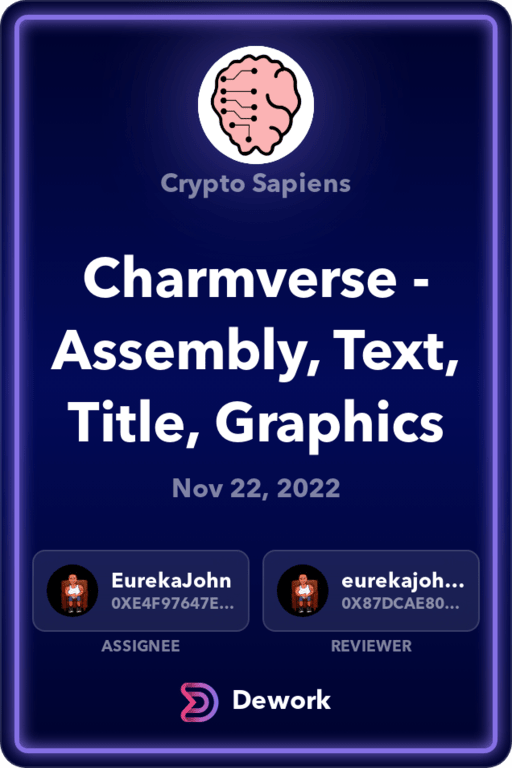 Crypto Sapiens
Charmverse -
Assembly, Text,
Title, Graphics
Nov 22, 2022
EurekaJohn
0XE4F97647E...
ASSIGNEE
eurekajoh...
0X87DCAE80...
REVIEWER
Dework